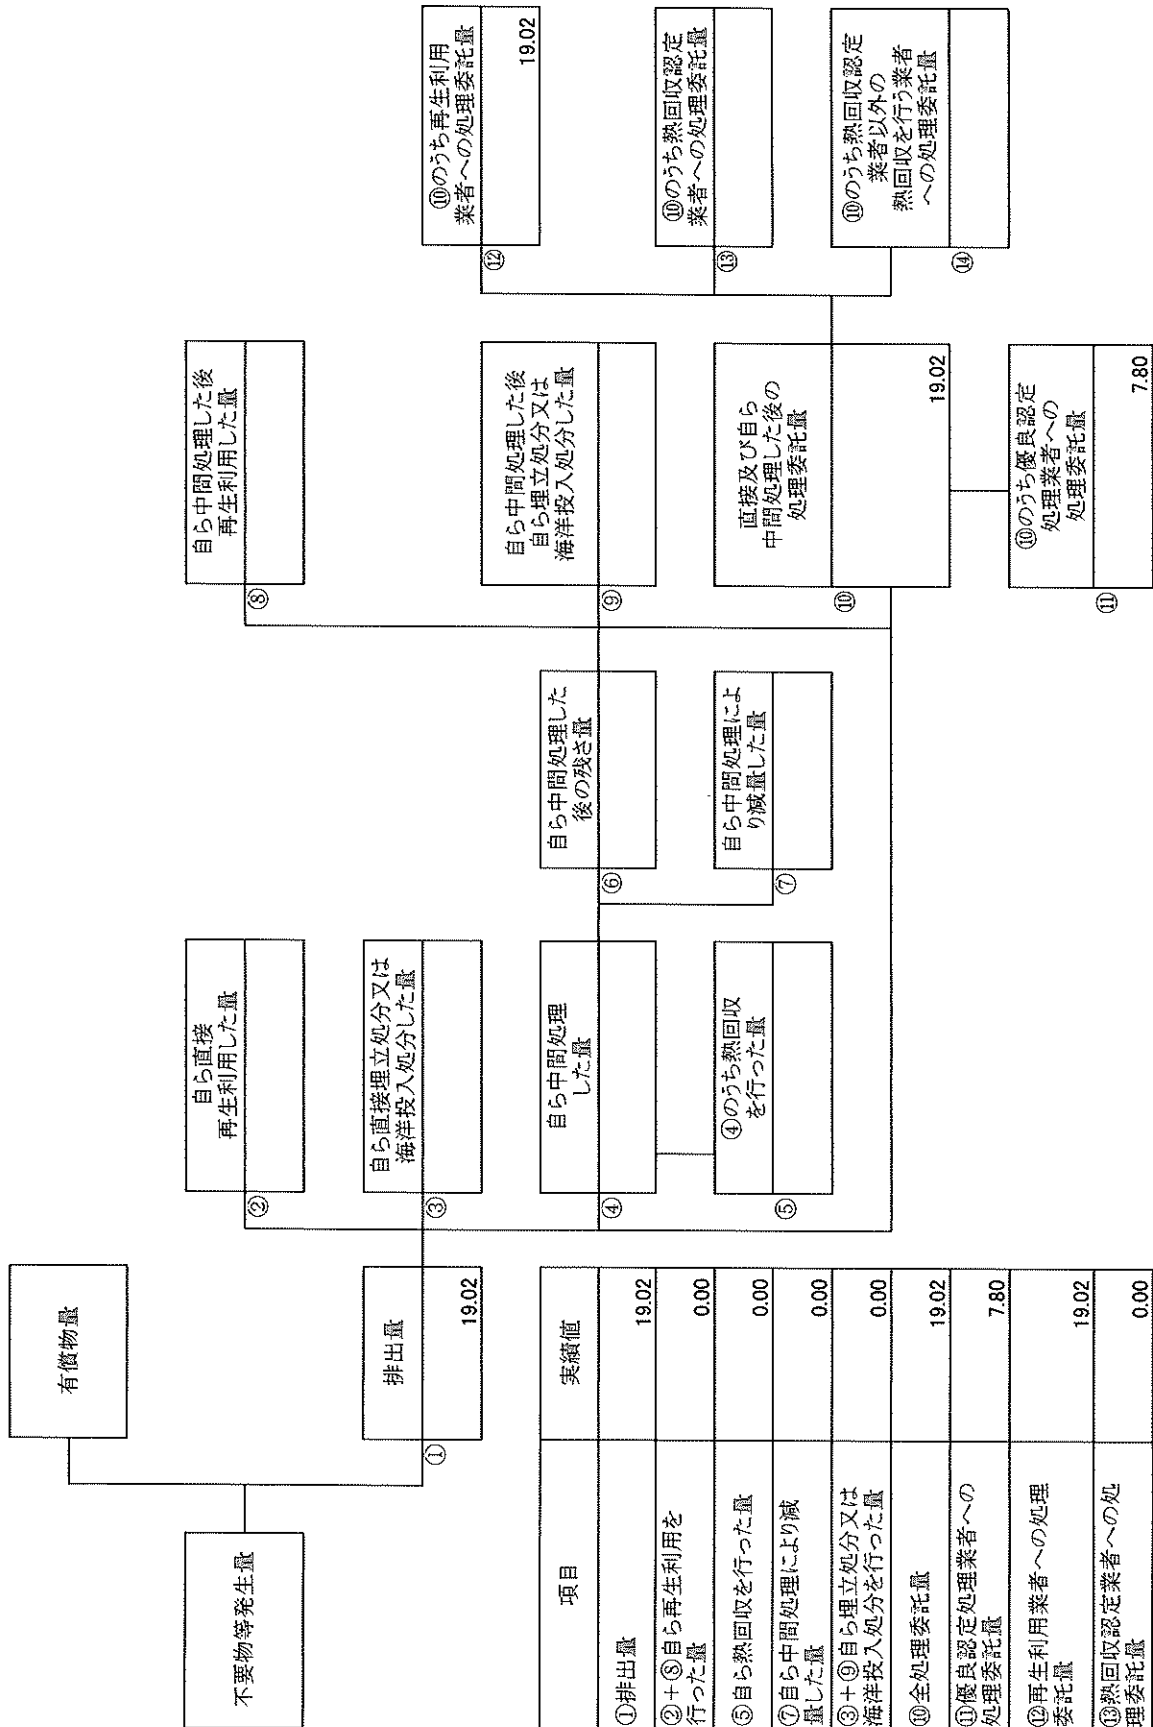 不要物等発生量
有償物量
排出量
①
19.02
自ら直接
再生利用した量
②
自ら直接埋立処分又は
海洋投入処分した量
③
自ら中間処理
した量
④
④のうち熱回収
を行った量
⑤
自ら中間処理した
後の残さ量
⑥
自ら中間処理によ
り減量した量
⑦
自ら中間処理した後
再生利用した量
⑧
自ら中間処理した後
自ら埋立処分又は
海洋投入処分した量
⑨
直接及び自ら
中間処理した後の
処理委託量
⑩
19.02
⑩のうち優良認定
処理業者への
処理委託量
⑪
7.80
⑩のうち再生利用
業者への処理委託量
⑫
19.02
⑩のうち熱回収認定
業者への処理委託量
⑬
⑩のうち熱回収認定
業者以外の
熱回収を行う業者
への処理委託量
⑭
項目 実績値
①排出量 19.02
②+⑧自ら再生利用を
行った量 0.00
⑤自ら熱回収を行った量 0.00
⑦自ら中間処理により減
量した量 0.00
③+⑨自ら埋立処分又は
海洋投入処分を行った量 0.00
⑩全処理委託量 19.02
⑪優良認定処理業者への
処理委託量 7.80
⑫再生利用業者への処理
委託量 19.02
⑬熱回収認定業者への処
理委託量 0.00